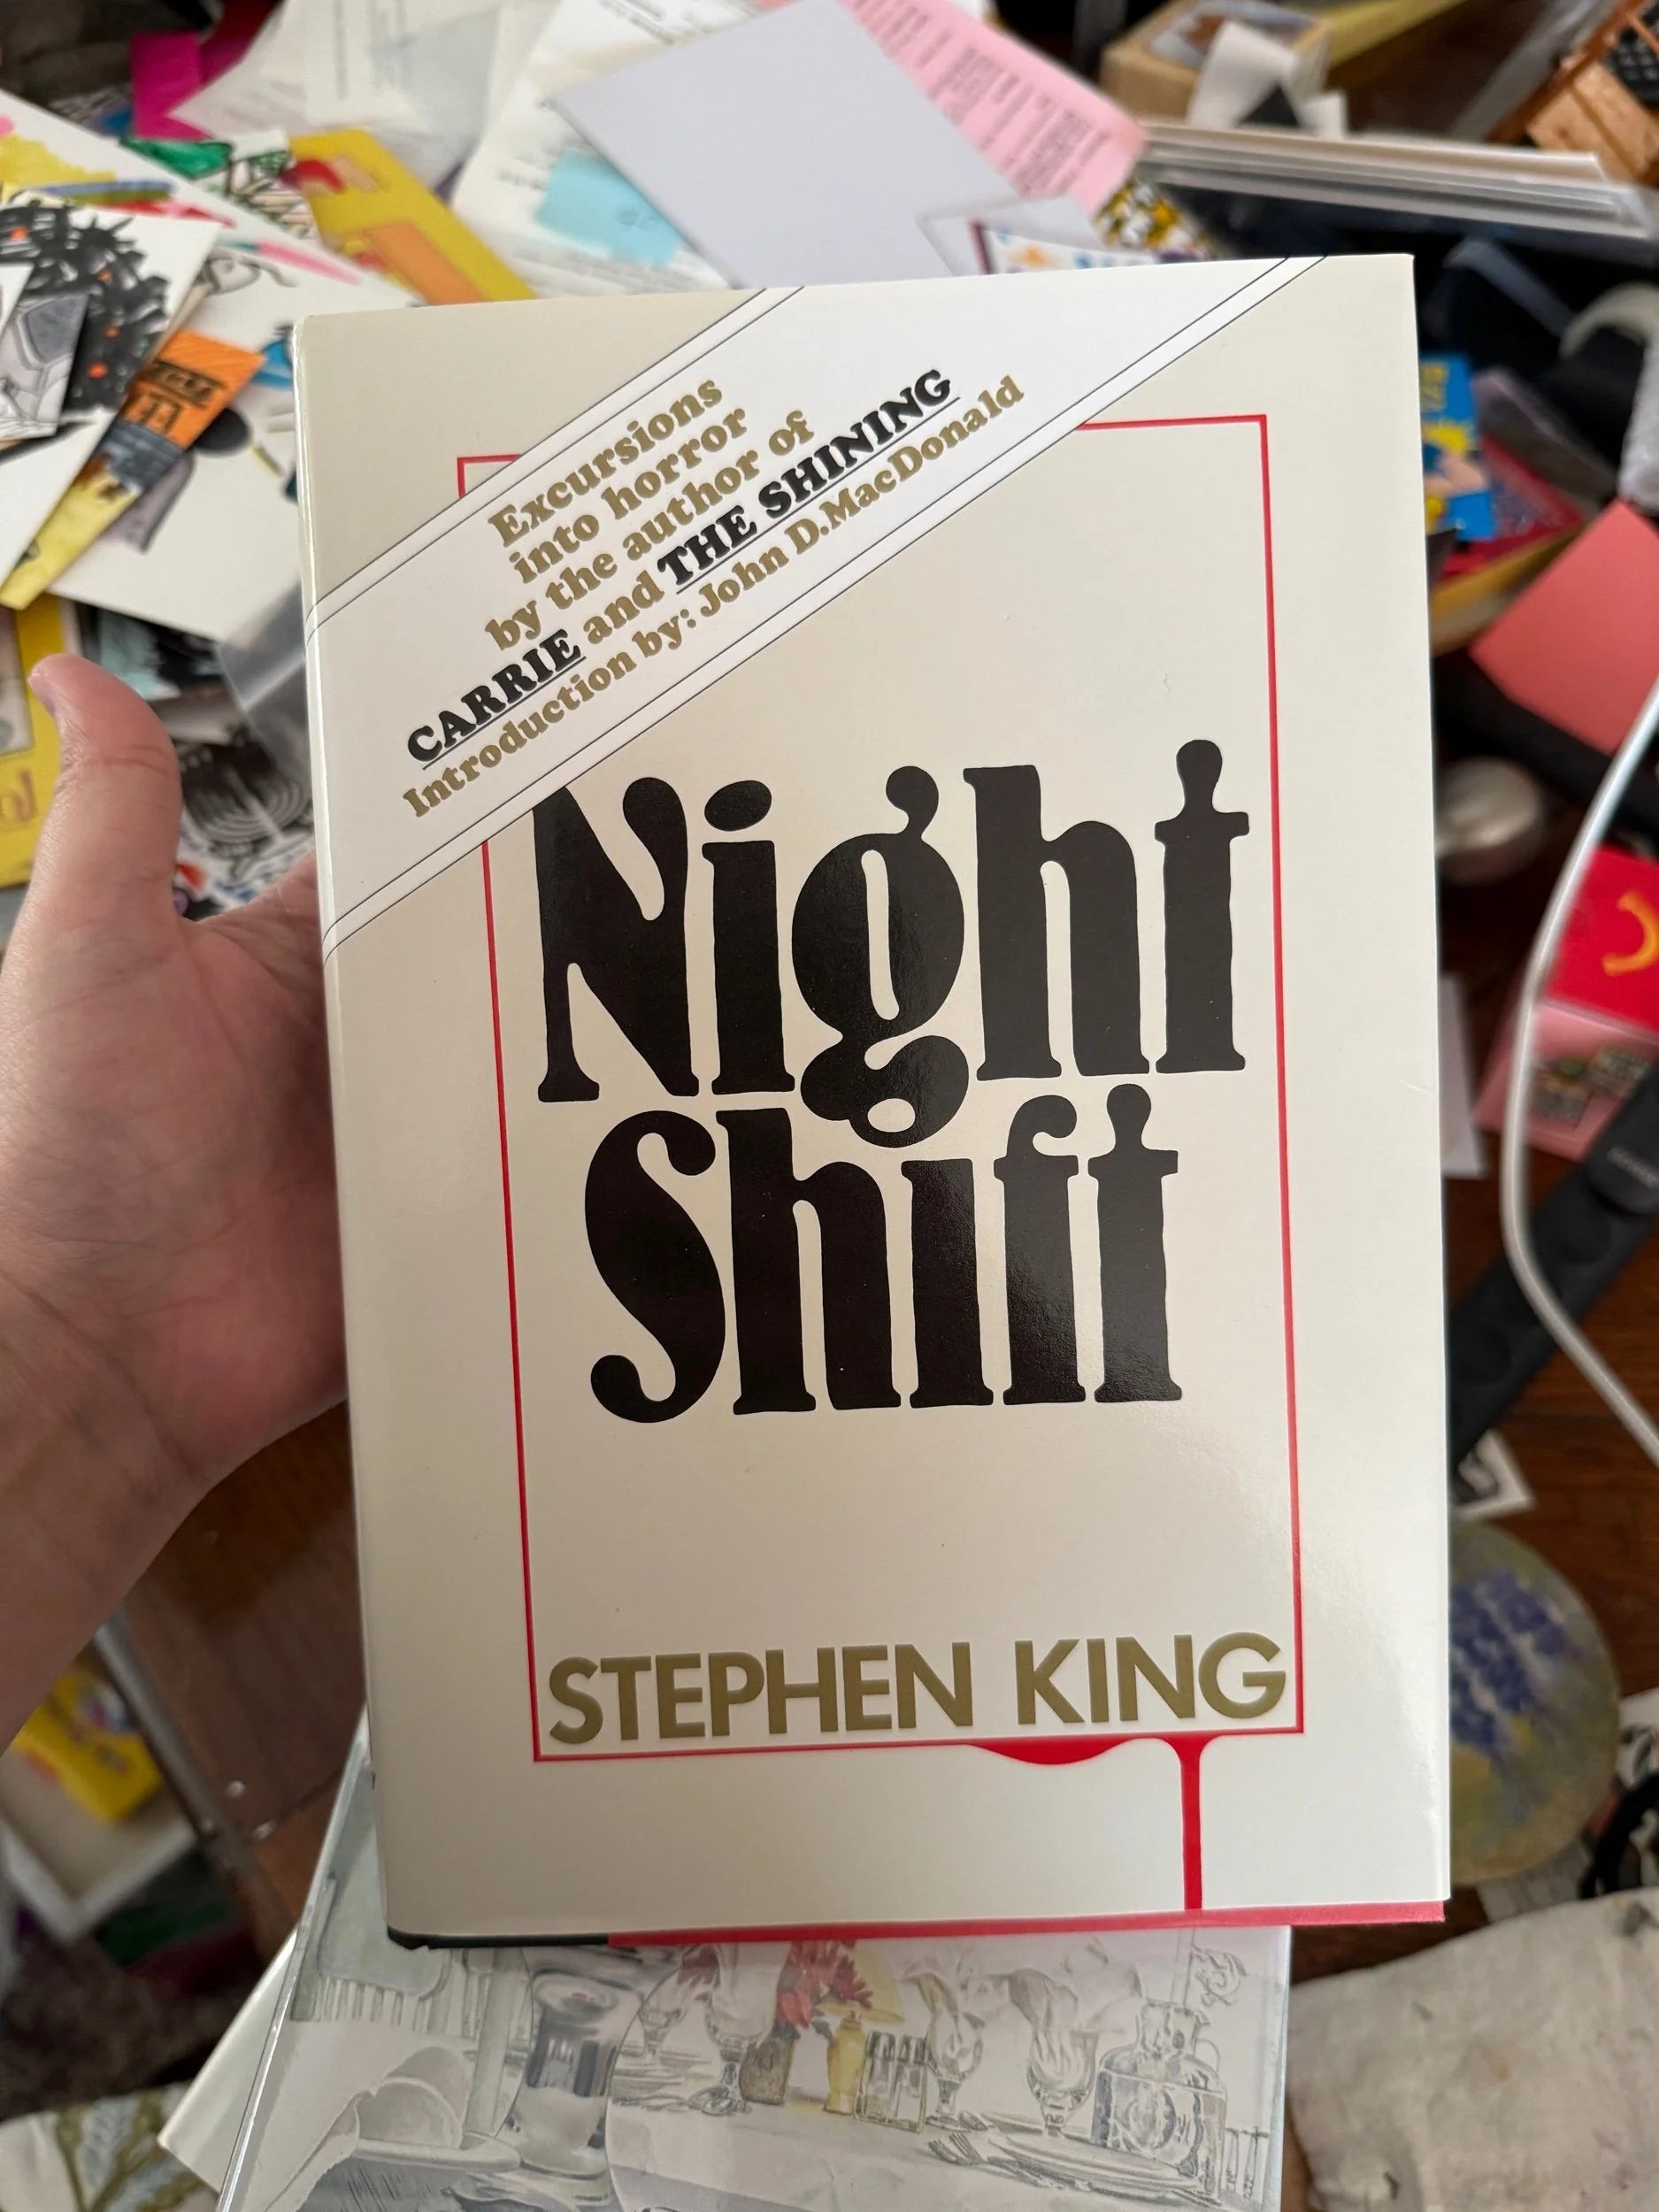 Excursions
into horror
by the author of
CARRIE and THE SHINING
Introduction by: John D.MacDonald
Night
Shift
STEPHEN KING